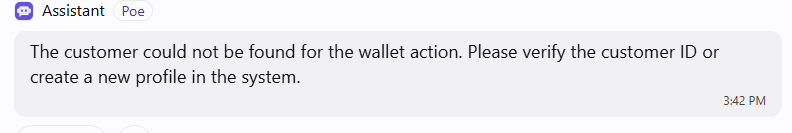 Assistant Poe
The customer could not be found for the wallet action. Please verify the customer ID or
create a new profile in the system.
3:42 PM